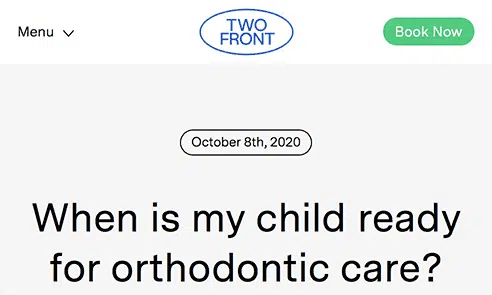 Menu
TWO
FRONT
Book Now
October 8th, 2020
When is my child ready
for orthodontic care?